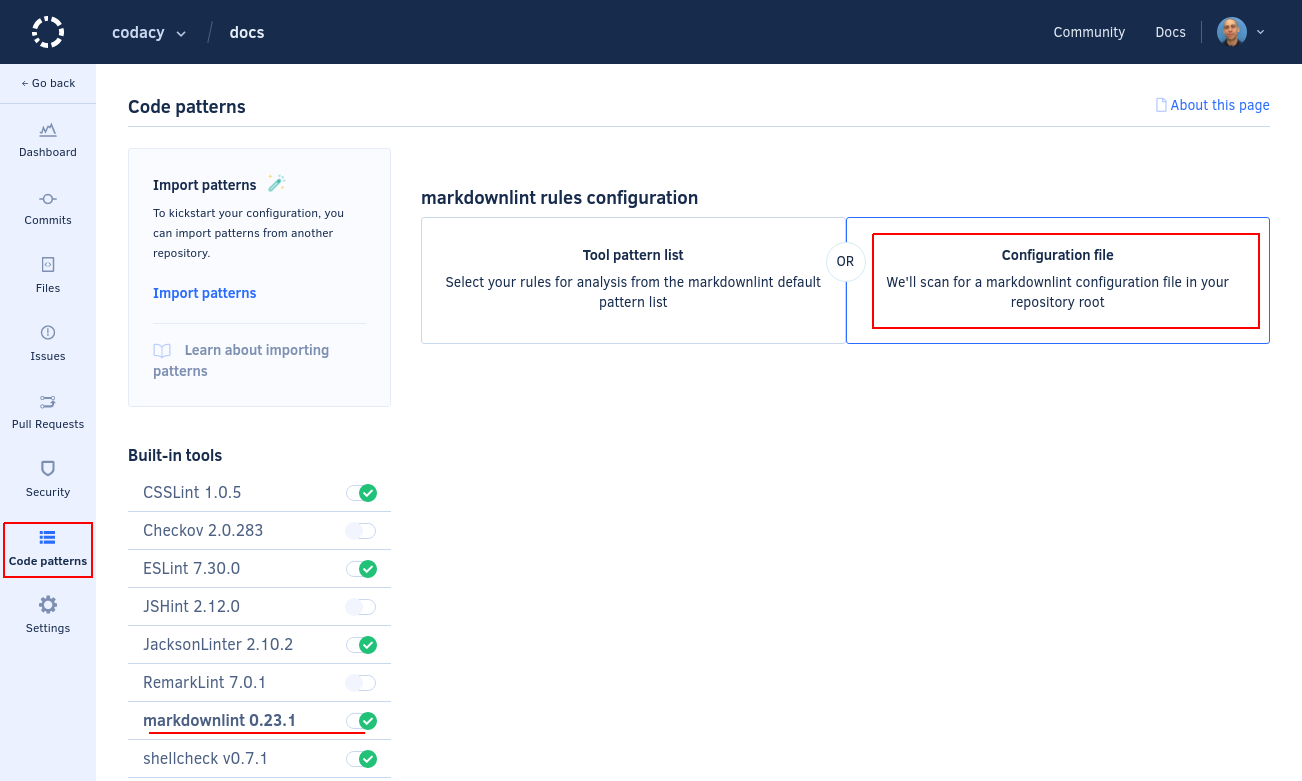 codacy
docs
Community
Docs
← Go back
Dashboard
Commits
Files
Issues
Pull Requests
Security
Code patterns
Settings
Code patterns
About this page
Import patterns
To kickstart your configuration, you
can import patterns from another
repository.
Import patterns
Learn about importing
patterns
Built-in tools
CSSLint 1.0.5
Checkov 2.0.283
ESLint 7.30.0
JSHint 2.12.0
JacksonLinter 2.10.2
RemarkLint 7.0.1
markdownlint 0.23.1
shellcheck v0.7.1
markdownlint rules configuration
Tool pattern list
Select your rules for analysis from the markdownlint default
pattern list
OR
Configuration file
We'll scan for a markdownlint configuration file in your
repository root